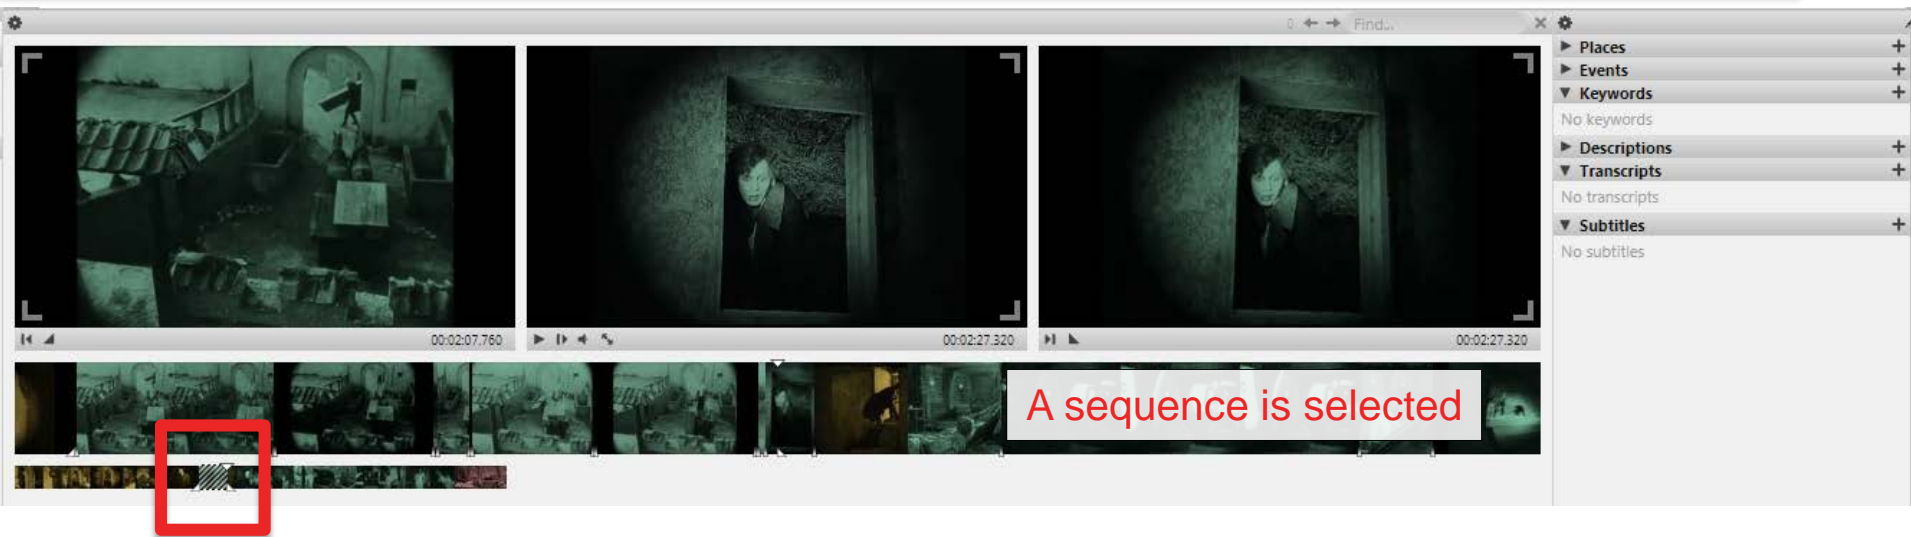 0
Find...
Places
Events
Keywords
No keywords
Descriptions
Transcripts
No transcripts
Subtitles
No subtitles
00:02:07.760
00:02:27.320
00:02:27.320
A sequence is selected